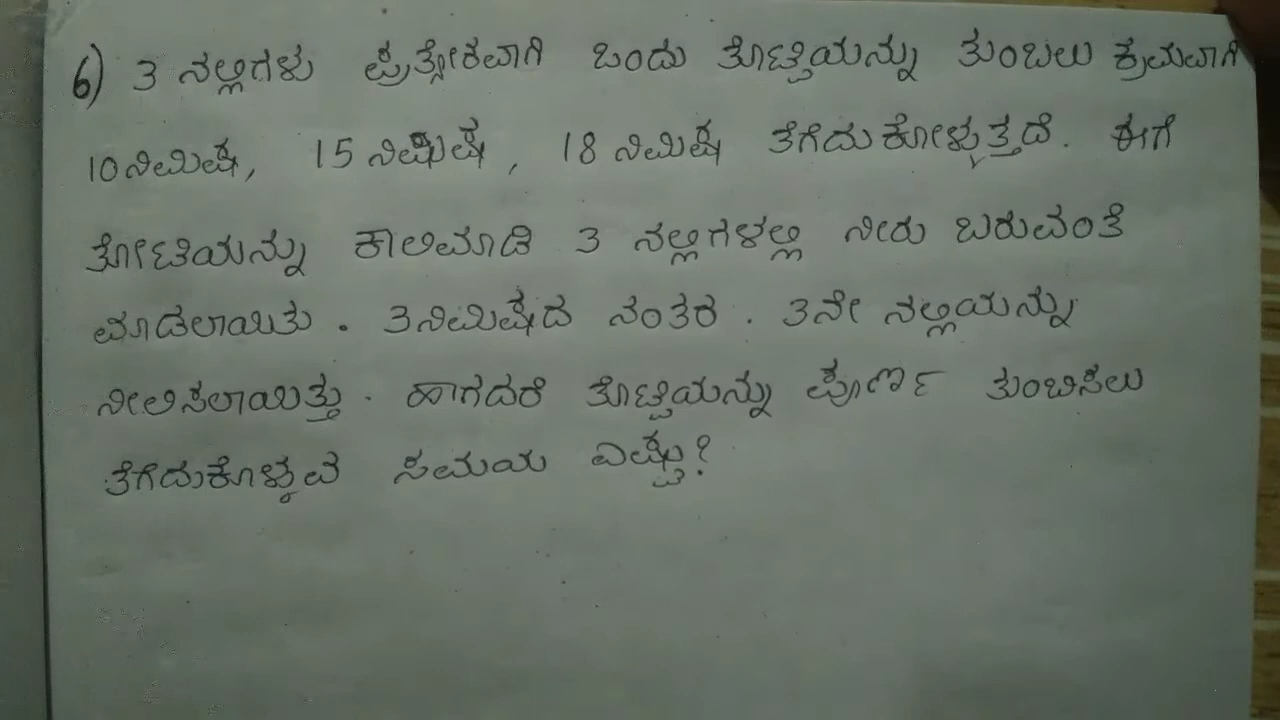 6) 3 ನಲ್ಲಿಗಳು ಪ್ರತ್ಯೇಕವಾಗಿ ಒಂದು ತೊಟ್ಟಿಯನ್ನು ತುಂಬಲು ಕ್ರಮವಾಗಿ
10 ನಿಮಿಷ, 15 ನಿಮಿಷ, 18 ನಿಮಿಷ ತೆಗೆದುಕೋಳ್ಳುತ್ತದೆ. ಈಗ
ತೋಟಿಯನ್ನು ಕಾಲಿಮಾಡಿ 3 ನಲ್ಲಿಗಳಲ್ಲಿ ನೀರು ಬರುವಂತೆ
ಮಾಡಲಾಯಿತು. 3 ನಿಮಿಷದ ನಂತರ. 3ನೇ ನಲ್ಲಿಯನ್ನು
ನೀಲಿಸಲಾಯಿತ್ತು. ಹಾಗದರೆ ತೊಟ್ಟಿಯನ್ನು ಪೂರ್ಣ ತುಂಬಿಸಲು
ತೆಗೆದುಕೊಳ್ಳುವ ಸಮಯ ಎಷ್ಟು?